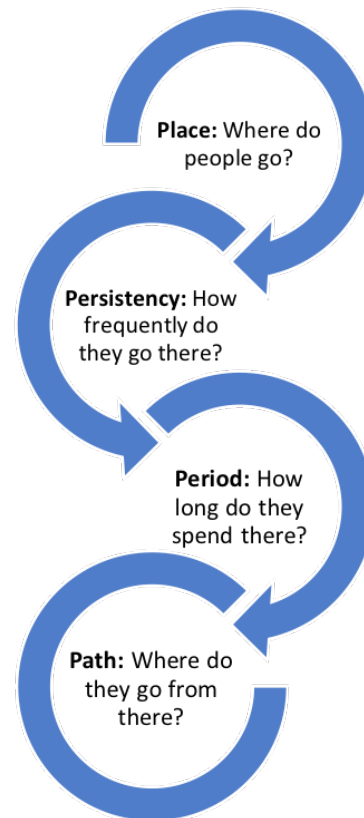 Place: Where do
people go?
Persistency: How
frequently do
they go there?
Period: How
long do they
spend there?
Path: Where do
they go from
there?